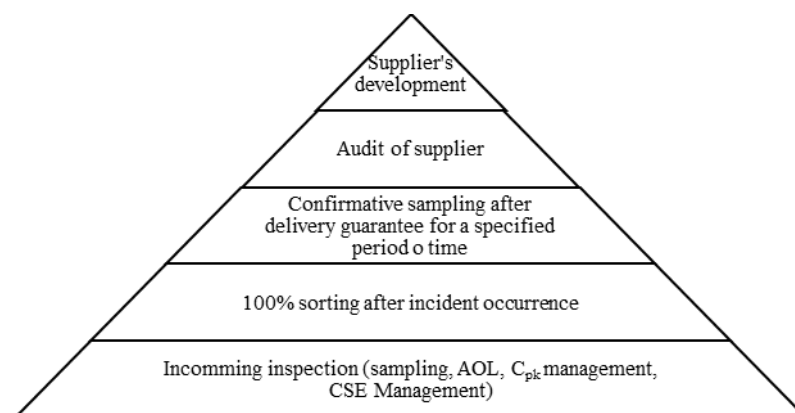 Supplier's
development
Audit of supplier
Confirmative sampling after
delivery guarantee for a specified
period o time
100% sorting after incident occurrence
Incomming inspection (sampling, AOL, Cpk management,
CSE Management)